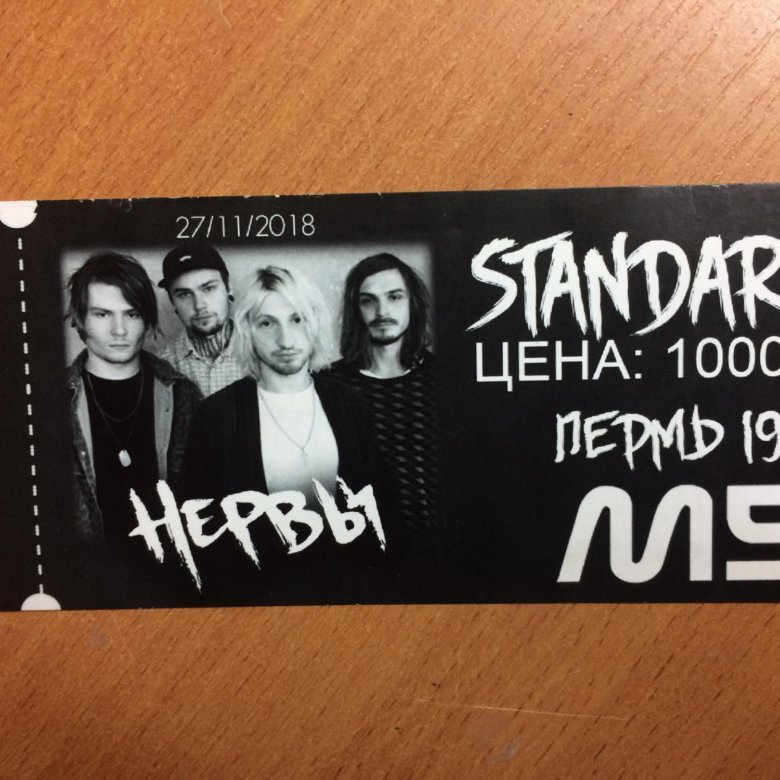 27/11/2018
НЕРВЫ
STANDAR
ЦЕНА: 1000
ПЕРМЬ 19